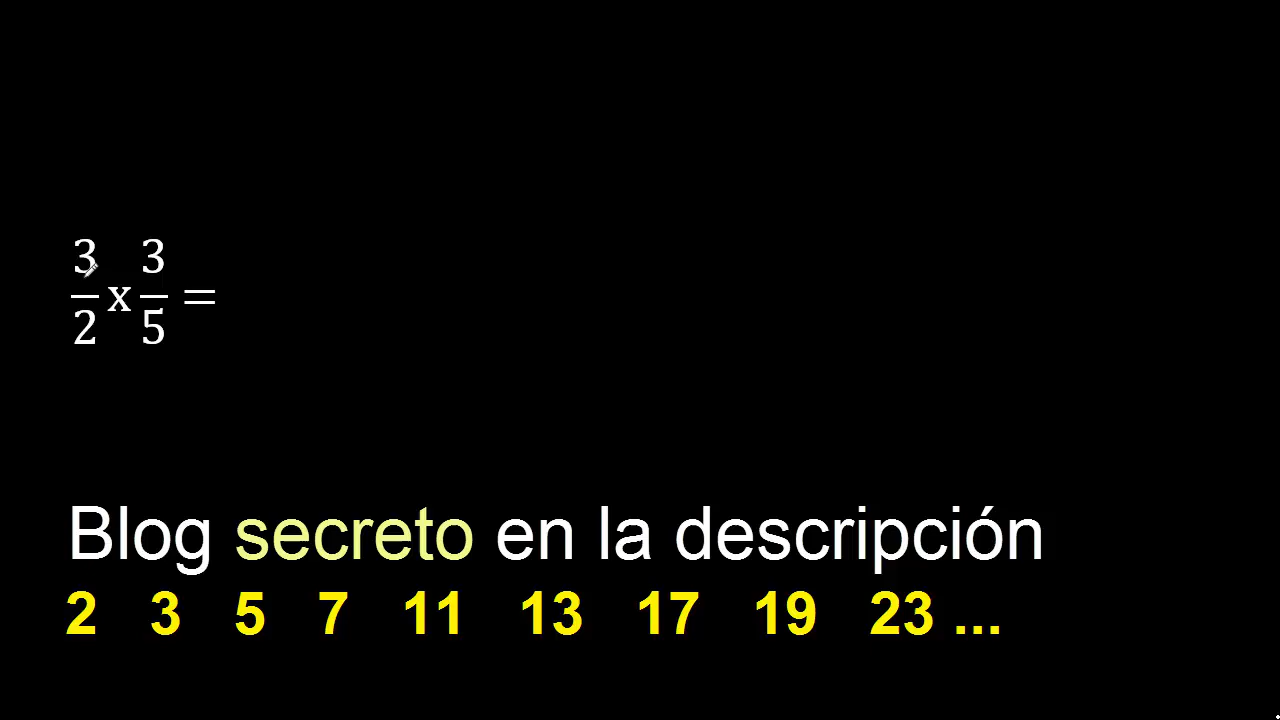 3/2 x 3/5 =
Blog secreto en la descripción
2 3 5 7 11 13 17 19 23 ...